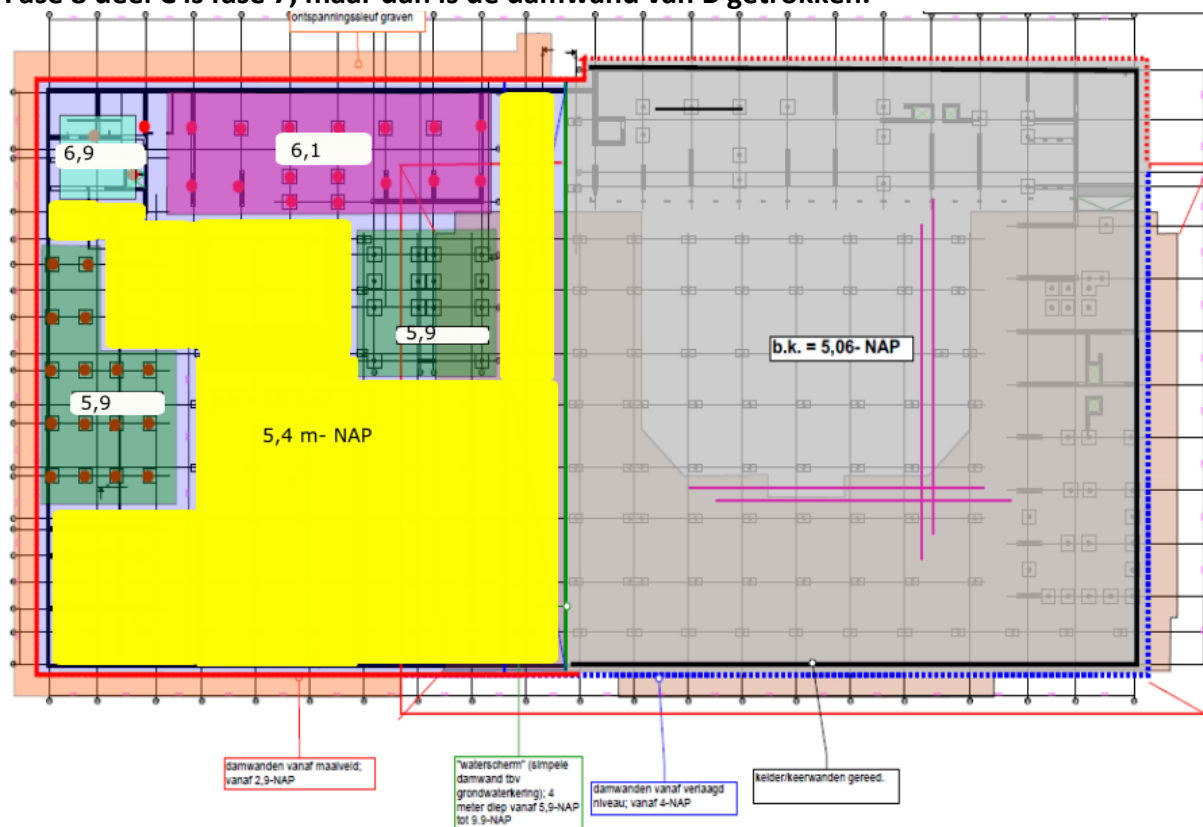 Fase 8 deel C is fase 7, maar dan is de damwand van B getrokken.
ontspanningssleuf graven
6,9
6,1
5,9
b.k. = 5,06- NAP
5,9
5,4 m- NAP
damwanden vanaf maaiveld;
vanaf 2,9-NAP
"waterscherm" (simpele
damwand tbv
grondwaterkering); 4
meter diep vanaf 5,9-NAP
tot 9.9-NAP
damwanden vanaf verlaagd
niveau; vanaf 4-NAP
kelder/keerwanden gereed.